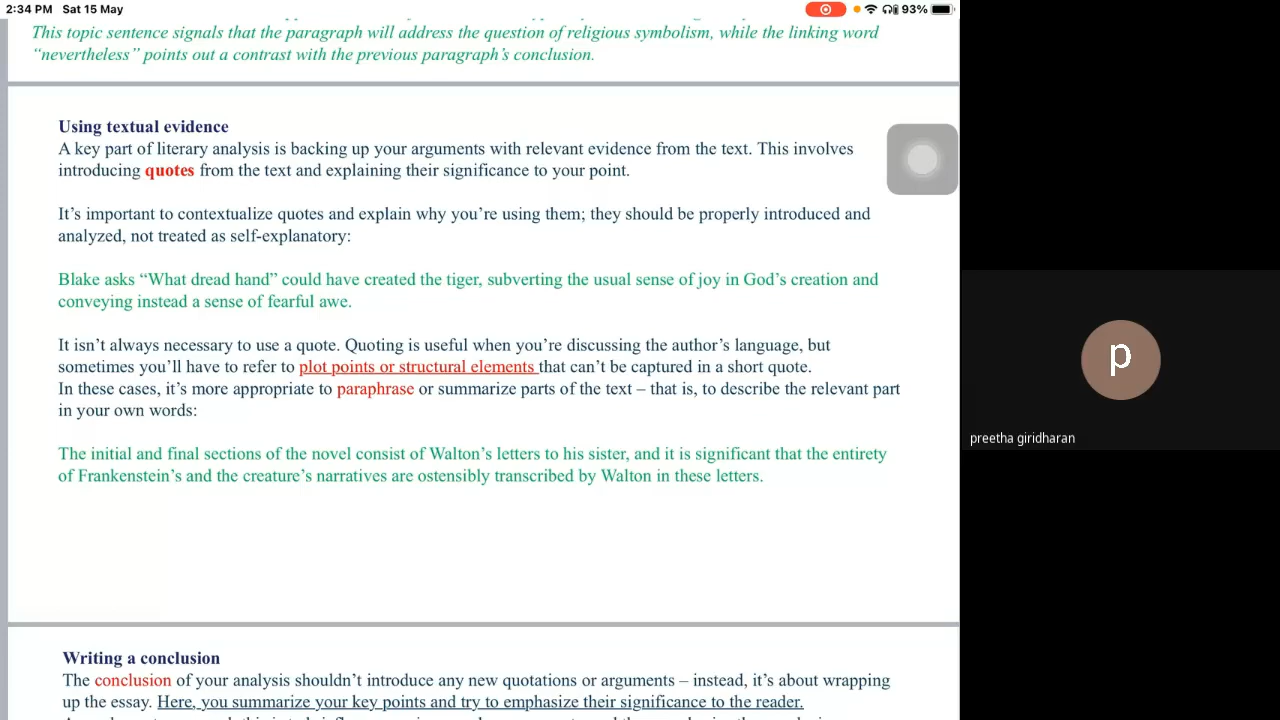 2:34 PM Sat 15 May
93%
This topic sentence signals that the paragraph will address the question of religious symbolism, while the linking word
“nevertheless” points out a contrast with the previous paragraph’s conclusion.
Using textual evidence
A key part of literary analysis is backing up your arguments with relevant evidence from the text. This involves
introducing quotes from the text and explaining their significance to your point.
It’s important to contextualize quotes and explain why you’re using them; they should be properly introduced and
analyzed, not treated as self-explanatory:
Blake asks “What dread hand” could have created the tiger, subverting the usual sense of joy in God’s creation and
conveying instead a sense of fearful awe.
It isn’t always necessary to use a quote. Quoting is useful when you’re discussing the author’s language, but
sometimes you’ll have to refer to plot points or structural elements that can’t be captured in a short quote.
In these cases, it’s more appropriate to paraphrase or summarize parts of the text – that is, to describe the relevant part
in your own words:
The initial and final sections of the novel consist of Walton’s letters to his sister, and it is significant that the entirety
of Frankenstein’s and the creature’s narratives are ostensibly transcribed by Walton in these letters.
Writing a conclusion
The conclusion of your analysis shouldn’t introduce any new quotations or arguments – instead, it’s about wrapping
up the essay. Here, you summarize your key points and try to emphasize their significance to the reader.
p
preetha giridharan